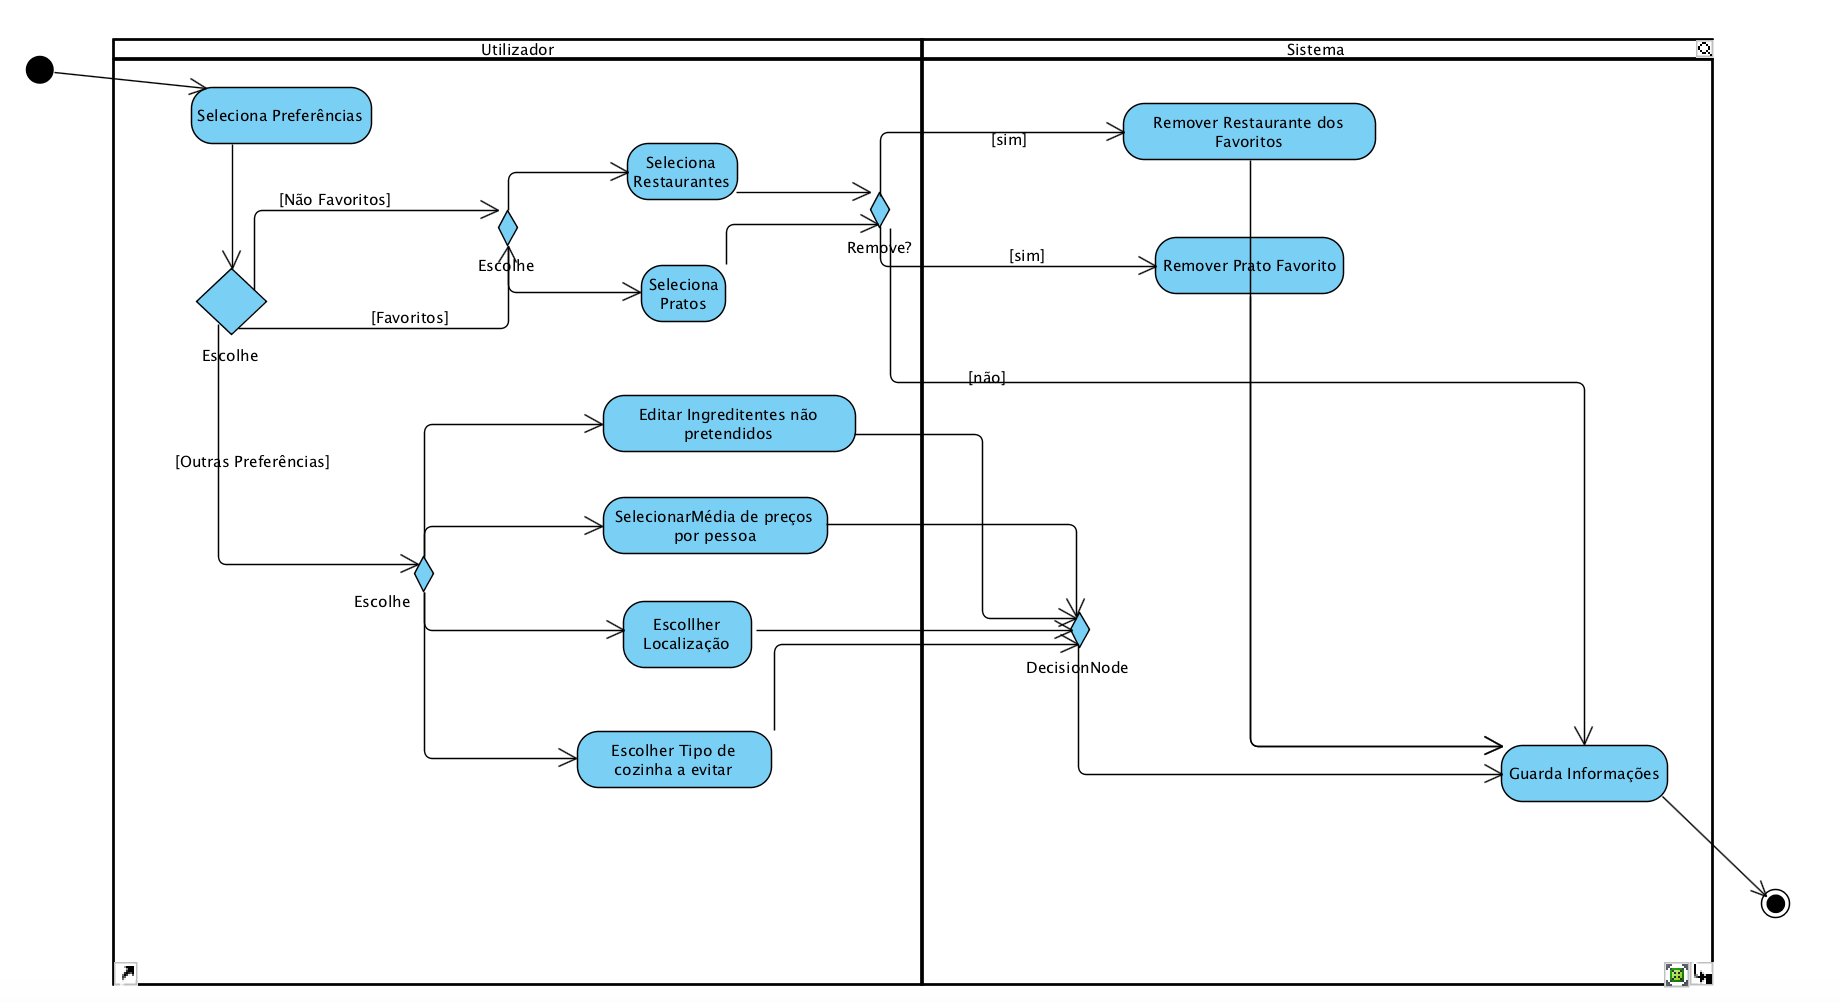 Utilizador
Sistema
Seleciona Preferências
Remover Restaurante dos
Favoritos
[sim]
Seleciona
Restaurantes
[Não Favoritos]
Escolhe
Remove?
[sim]
Remover Prato Favorito
Seleciona
Pratos
[Favoritos]
Escolhe
[não]
Editar Ingreditentes não
pretendidos
[Outras Preferências]
SelecionarMédia de preços
por pessoa
Escolhe
Escollher
Localização
DecisionNode
Escolher Tipo de
cozinha a evitar
Guarda Informações